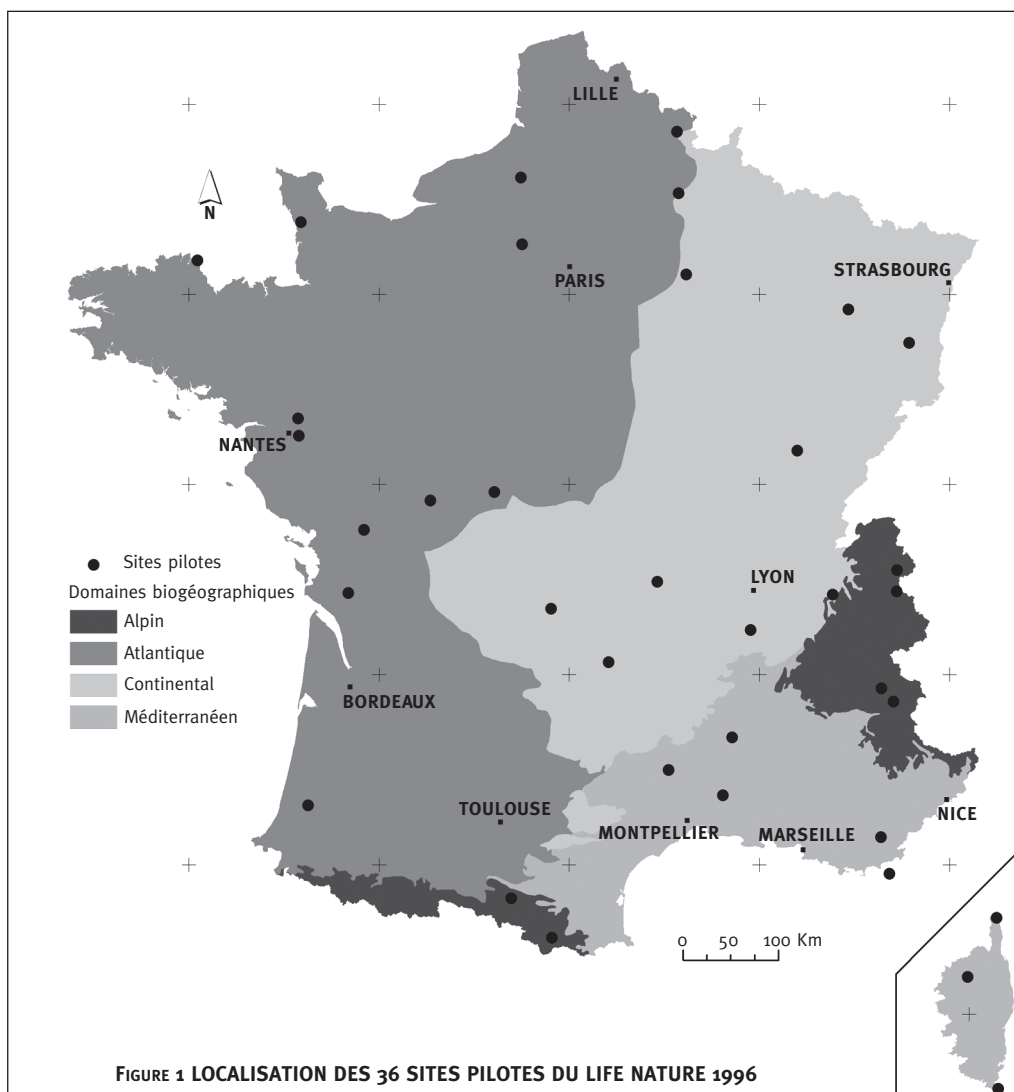 LILLE
N
PARIS
STRASBOURG
NANTES
Sites pilotes
Domaines biogéographiques
Alpin
Atlantique
Continental
Méditerranéen
LYON
BORDEAUX
TOULOUSE
MONTPELLIER
MARSEILLE
NICE
0 50 100 Km
FIGURE 1 LOCALISATION DES 36 SITES PILOTES DU LIFE NATURE 1996